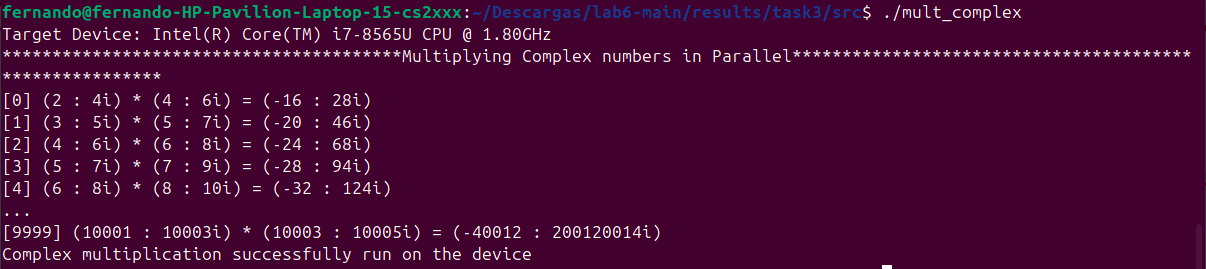 fernando@fernando-HP-Pavilion-Laptop-15-cs2xxx:~/Descargas/lab6-main/results/task3/src$ ./mult_complex
Target Device: Intel(R) Core(TM) i7-8565U CPU @ 1.80GHz
****************************************Multiplying Complex numbers in Parallel****************************************
****************
[0] (2 : 4i) * (4 : 6i) = (-16 : 28i)
[1] (3 : 5i) * (5 : 7i) = (-20 : 46i)
[2] (4 : 6i) * (6 : 8i) = (-24 : 68i)
[3] (5 : 7i) * (7 : 9i) = (-28 : 94i)
[4] (6 : 8i) * (8 : 10i) = (-32 : 124i)
...
[9999] (10001 : 10003i) * (10003 : 10005i) = (-40012 : 200120014i)
Complex multiplication successfully run on the device